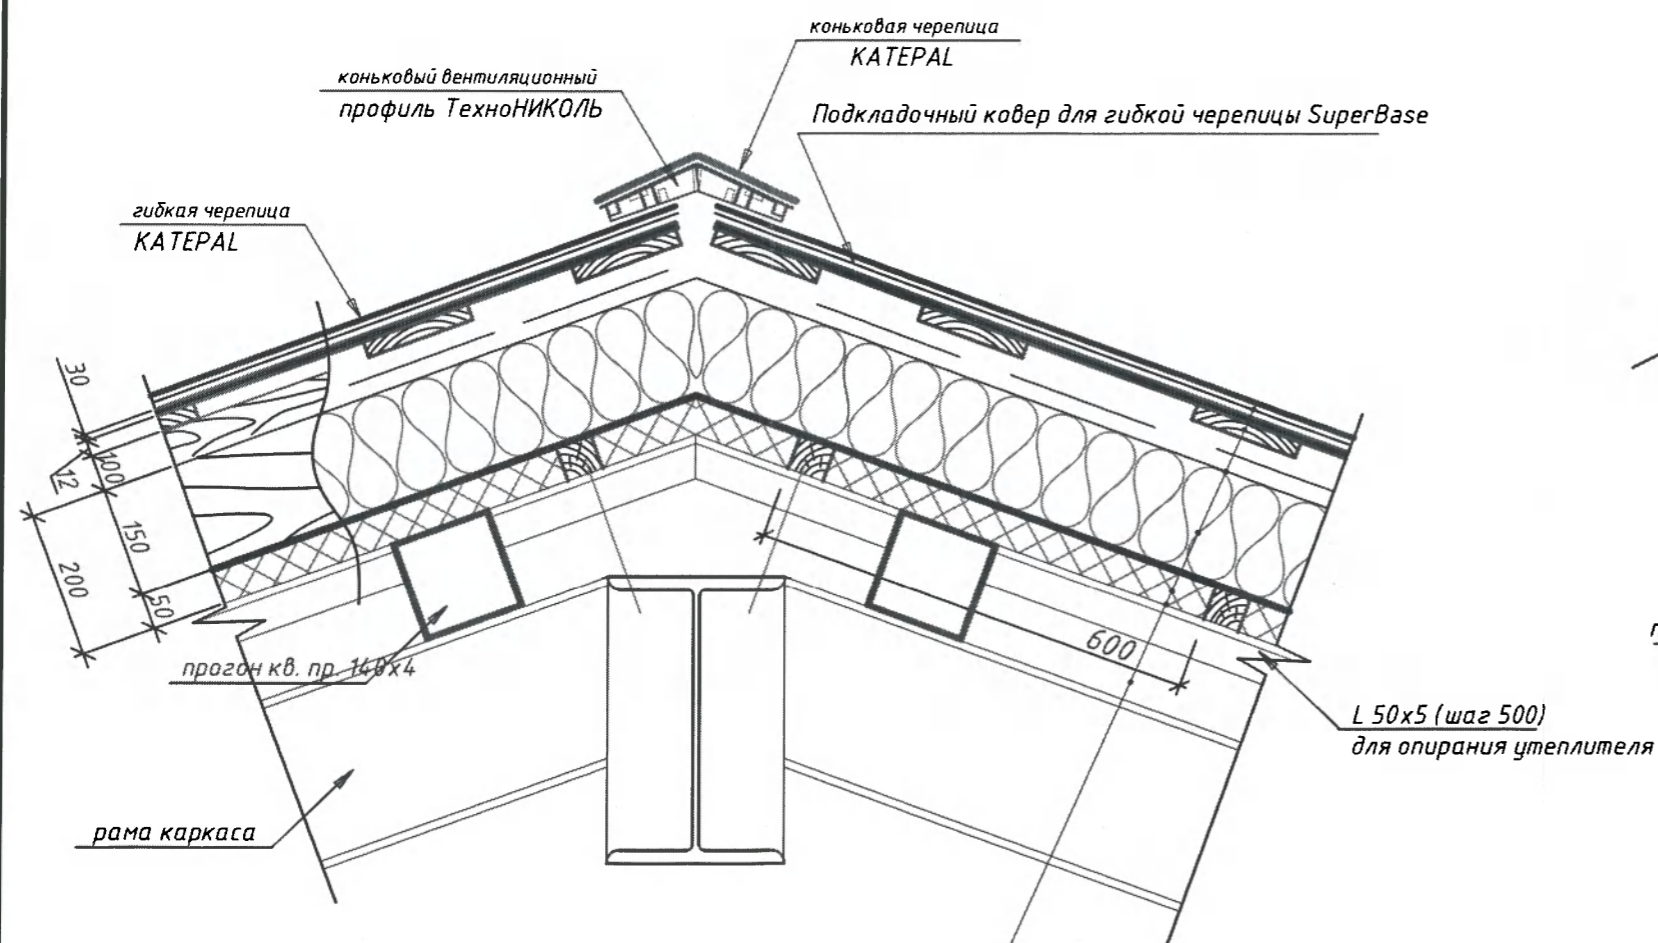 коньковая черепица
KATEPAL
коньковый вентиляционный
профиль ТехноНИКОЛЬ
Подкладочный ковер для гибкой черепицы SuperBase
гибкая черепица
KATEPAL
30
100
12
150
200
50
600
прогон кв. пр. 140х4
L 50x5 (шаг 500)
для опирания утеплителя
рама каркаса